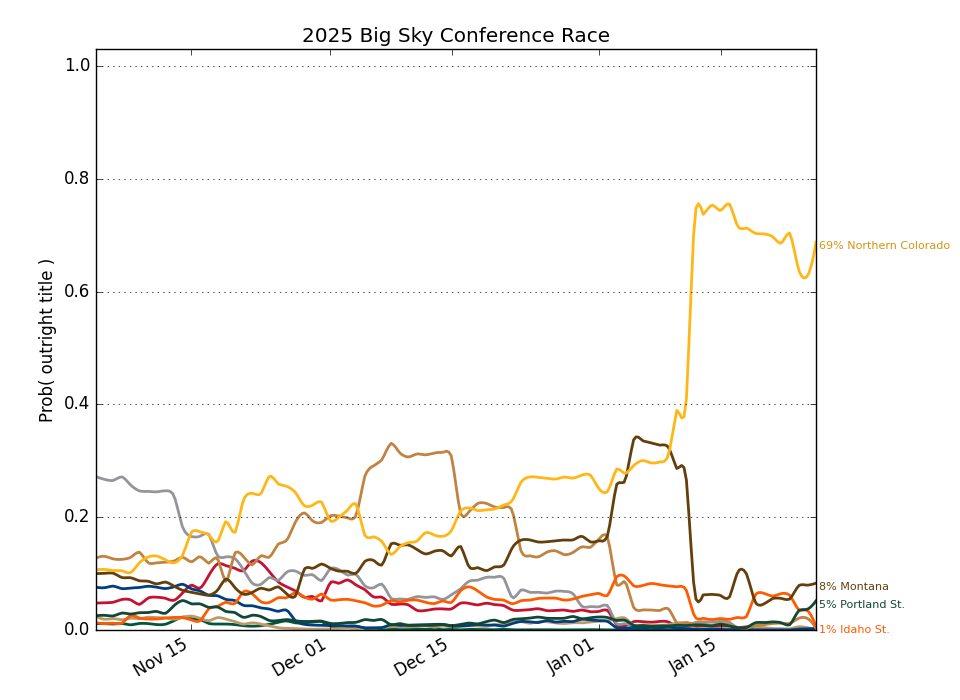 2025 Big Sky Conference Race
Prob( outright title )
1.0
0.8
0.6
0.4
0.2
0.0
69% Northern Colorado
8% Montana
5% Portland St.
1% Idaho St.
Nov 15
Dec 01
Dec 15
Jan 01
Jan 15